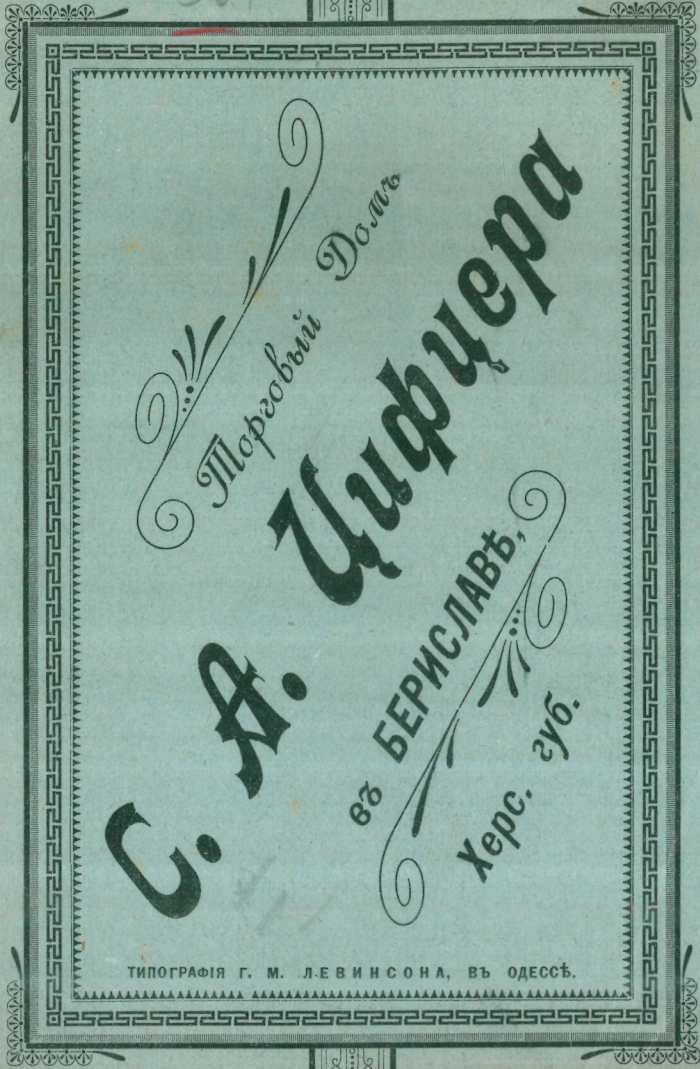 Торговый Домъ
С. А. Цифцера
въ БЕРИСЛАВѢ,
Херс. губ.
ТИПОГРАФІЯ Г. М. ЛЕВИНСОНА, ВЪ ОДЕССѢ.